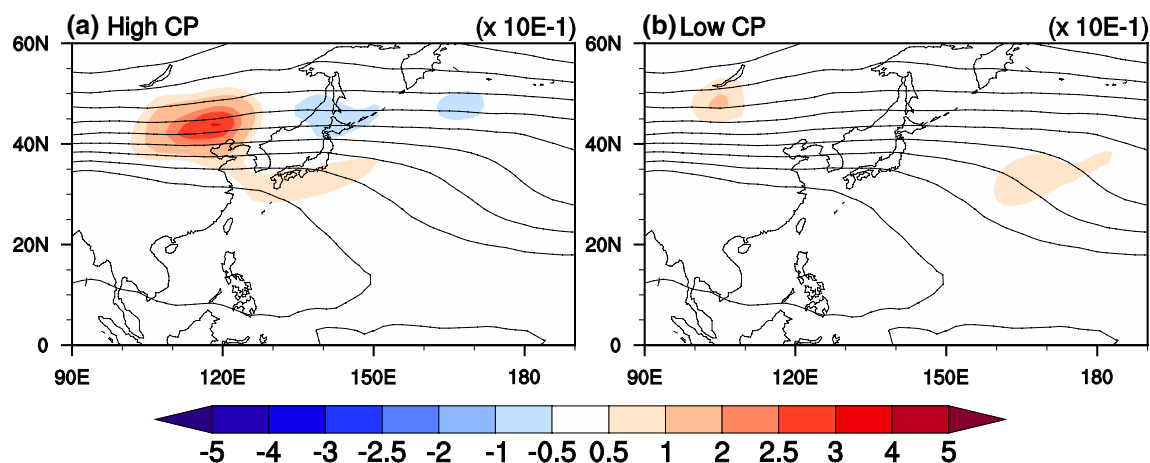 (a) High CP (x 10E-1) (b) Low CP (x 10E-1)
60N 60N
40N 40N
20N 20N
0 0
90E 120E 150E 180 90E 120E 150E 180
-5 -4 -3 -2.5 -2 -1 -0.5 0.5 1 2 2.5 3 4 5